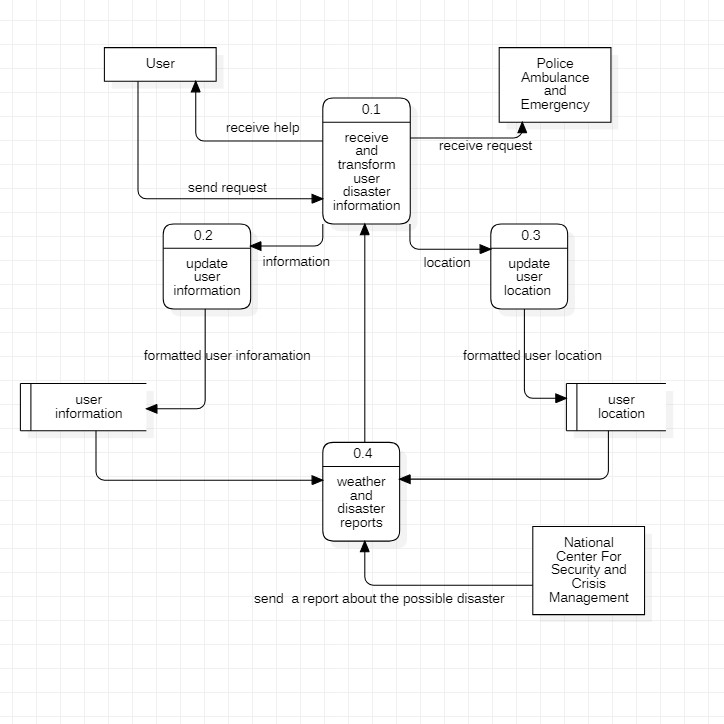 User
Police
Ambulance
and
Emergency
0.1
receive
and
transform
user
disaster
information
receive help
receive request
send request
0.2
update
user
information
information
location
0.3
update
user
location
formatted user inforamation
formatted user location
user
information
user
location
0.4
weather
and
disaster
reports
National
Center For
Security and
Crisis
Management
send  a report about the possible disaster